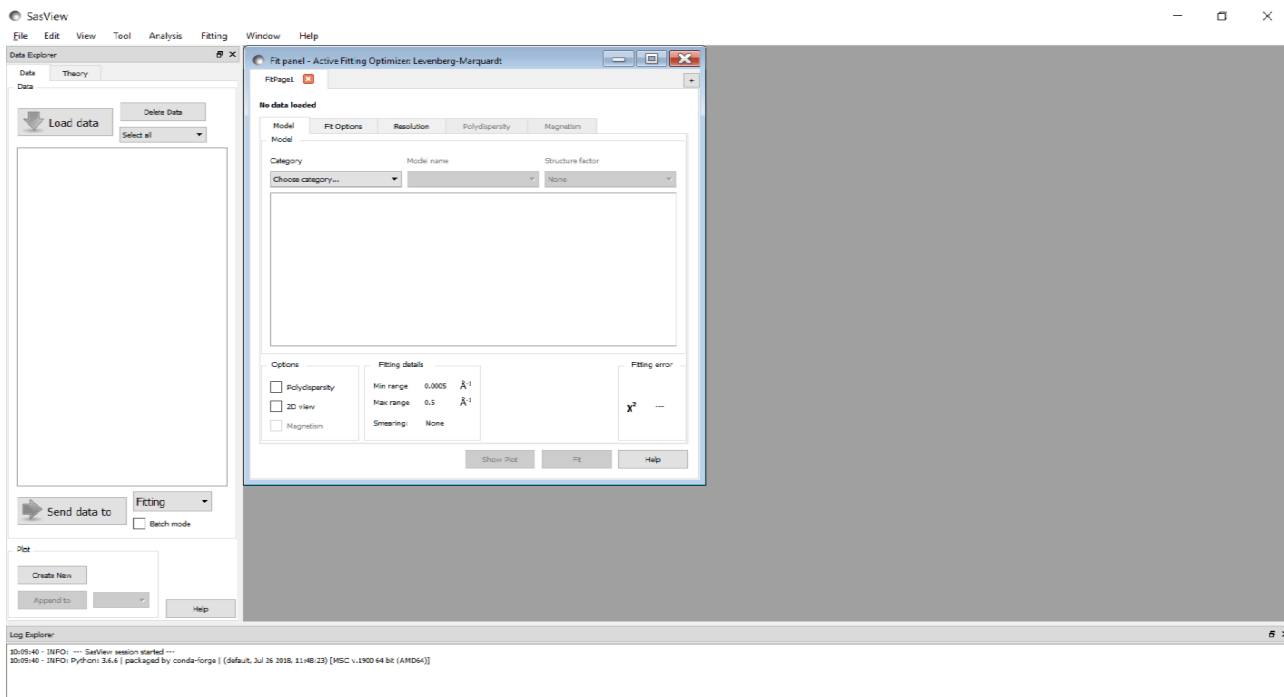 SasView
File Edit View Tool Analysis Fitting Window Help
Data Explorer
Data Theory
Data
Load data
Delete Data
Select all
Send data to
Fitting
Batch mode
Plot
Create New
Append to
Help
Fit panel - Active Fitting Optimizer: Levenberg-Marquardt
FitPage1
+
No data loaded
Model Fit Options Resolution Polydispersity Magnetism
Model
Category Model name Structure factor
Choose category... None
Options
Polydispersity
2D view
Magnetism
Fitting details
Min range 0.0005 Å⁻¹
Max range 0.5 Å⁻¹
Smearing: None
Fitting error
χ² ---
Show Plot Fit Help
Log Explorer
10:09:40 - INFO: --- SasView session started ---
10:09:40 - INFO: Python: 3.6.6 | packaged by conda-forge | (default, Jul 26 2018, 11:48:23) [MSC v.1900 64 bit (AMD64)]